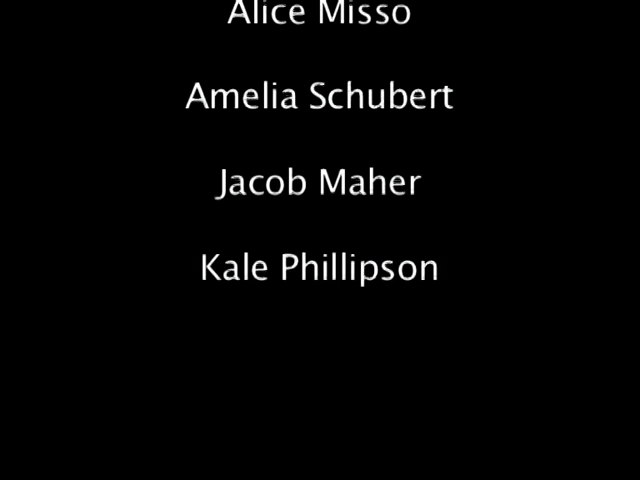 Alice Misso
Amelia Schubert
Jacob Maher
Kale Phillipson